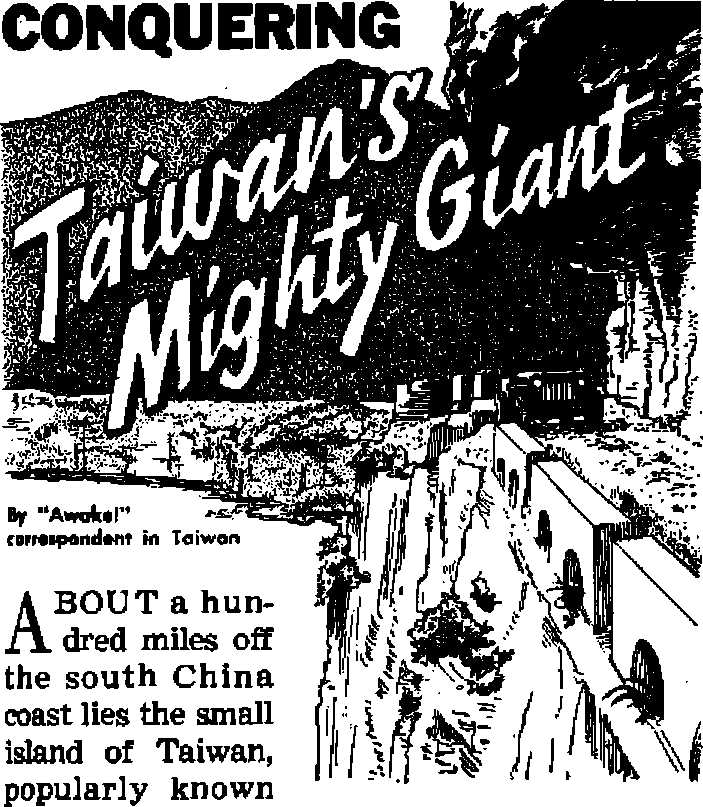 CONQUERING
Taiwan's
Mighty Giant
By "Awake!"
correspondent in Taiwan
ABOUT a hun-
dred miles off
the south China
coast lies the small
island of Taiwan,
popularly known